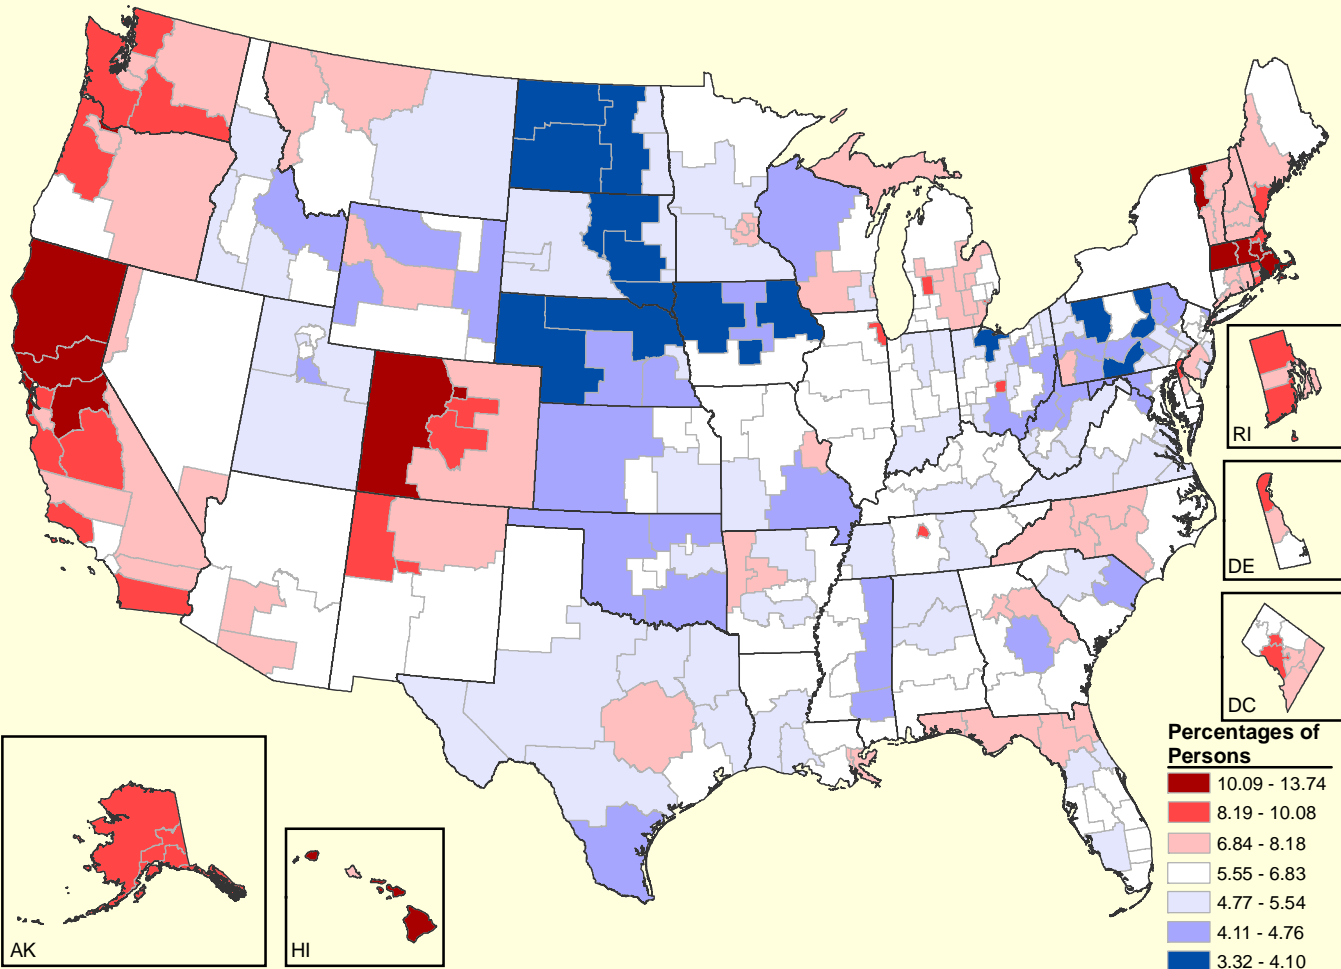 RI
DE
DC
AK
HI
Percentages of
Persons
10.09 - 13.74
8.19 - 10.08
6.84 - 8.18
5.55 - 6.83
4.77 - 5.54
4.11 - 4.76
3.32 - 4.10